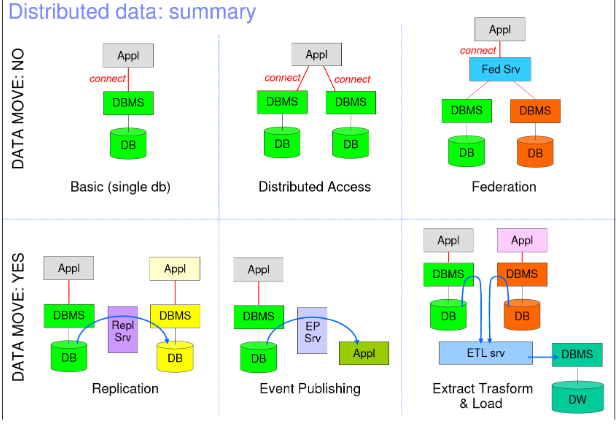 Distributed data: summary
DATA MOVE: NO
Appl
connect
DBMS
DB
Basic (single db)
Appl
connect connect
DBMS DBMS
DB DB
Distributed Access
Appl
connect
Fed Srv
DBMS DBMS
DB DB
Federation
DATA MOVE: YES
Appl Appl
DBMS DBMS
Repl
Srv
DB DB
Replication
Appl
DBMS
EP
Srv
DB Appl
Event Publishing
Appl Appl
DBMS DBMS
DB DB
ETL srv DBMS
DW
Extract Trasform
& Load